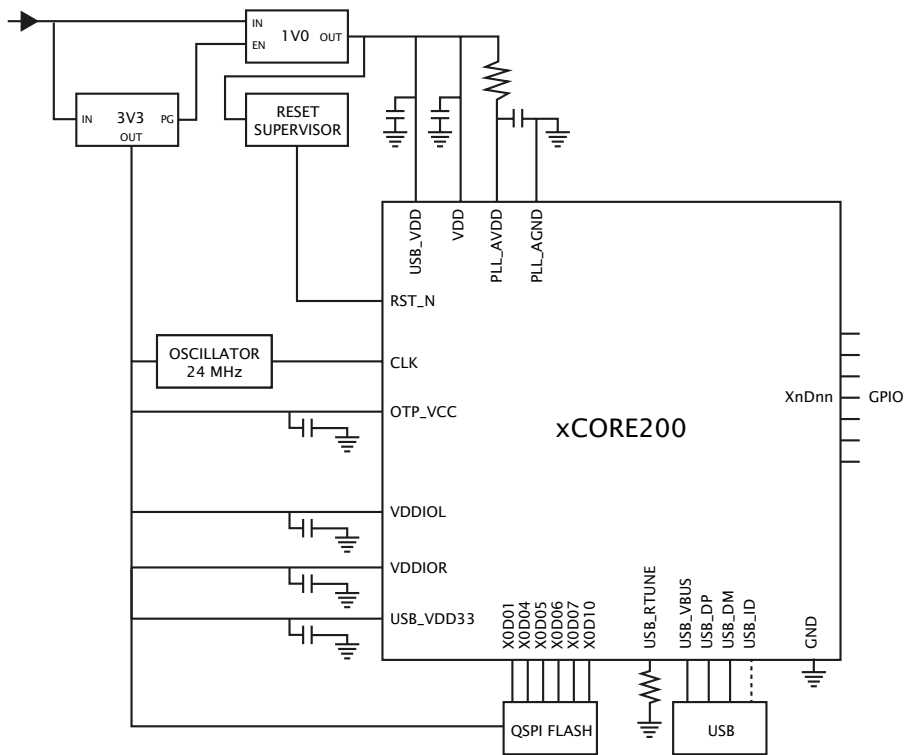 IN
1V0
OUT
EN
IN
3V3
PG
OUT
RESET
SUPERVISOR
USB_VDD
VDD
PLL_AVDD
PLL_AGND
RST_N
OSCILLATOR
24 MHz
CLK
OTP_VCC
XnDnn
GPIO
xCORE200
VDDIOL
VDDIOR
USB_VDD33
X0D01
X0D04
X0D05
X0D06
X0D07
X0D10
USB_RTUNE
USB_VBUS
USB_DP
USB_DM
USB_ID
GND
QSPI FLASH
USB